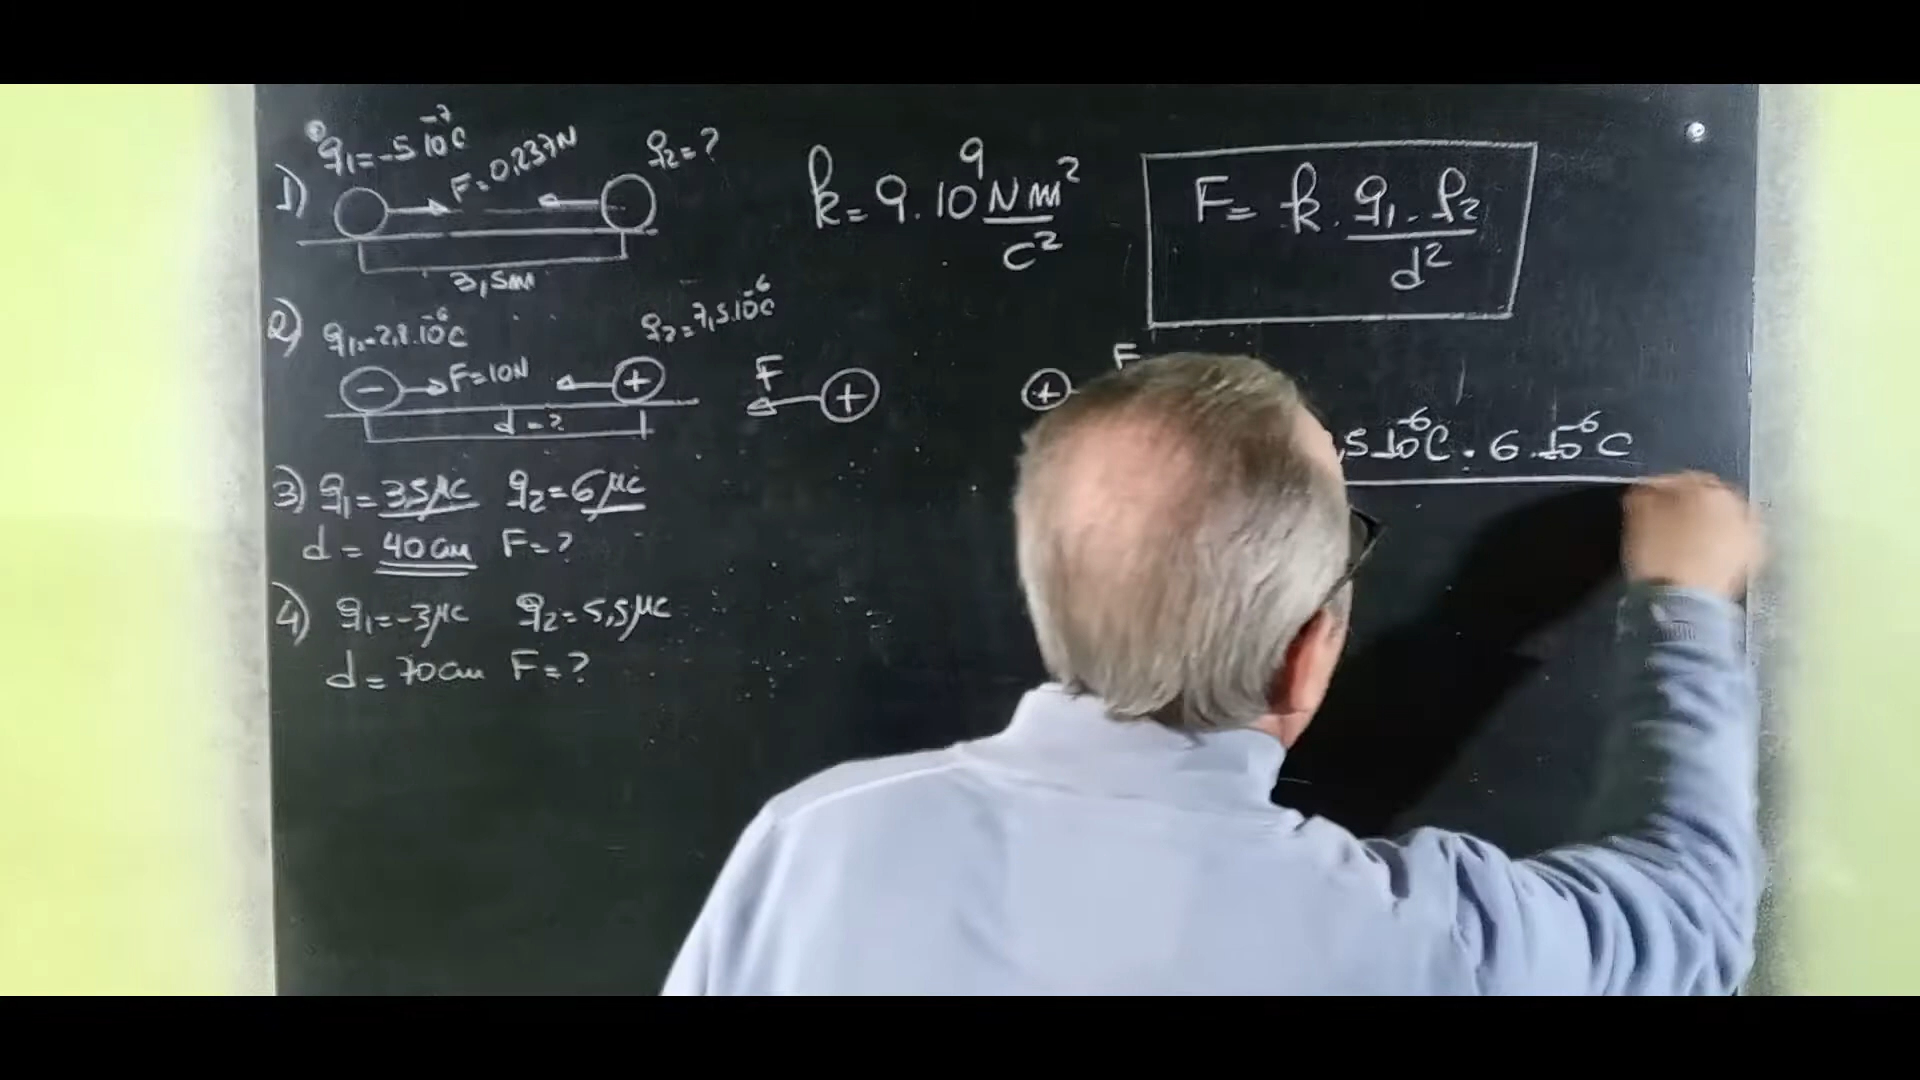 1) q₁=-5 10⁻⁷C F=0,237N q₂=?
3,5m
k=9.10⁹ Nm²/C²
F= k. q₁.q₂/d²
2) q₁=-2,8.10⁻⁶C q₂=7,5.10⁻⁶C
- F=10N +
d=?
F + + F
,5 10⁻⁶C . 6.10⁻⁶C
3) q₁=3,5μC q₂=6μC
d= 40cm F=?
4) q₁=-3μC q₂=5,5μC
d= 70cm F=?